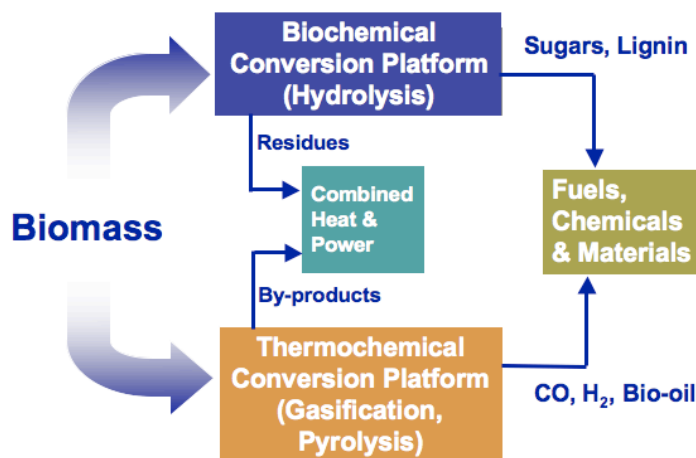 Biochemical
Conversion Platform
(Hydrolysis)
Sugars, Lignin
Residues
Combined
Heat &
Power
Fuels,
Chemicals
& Materials
Biomass
By-products
Thermochemical
Conversion Platform
(Gasification,
Pyrolysis)
CO, H₂, Bio-oil